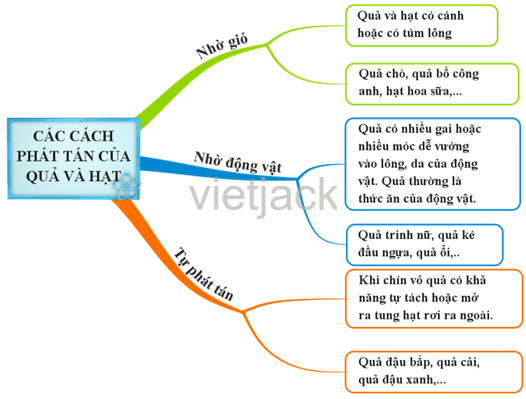 CÁC CÁCH
PHÁT TÁN CỦA
QUẢ VÀ HẠT
Nhờ gió
Quả và hạt có cánh
hoặc có túm lông
Quả chò, quả bồ công
anh, hạt hoa sữa,...
Nhờ động vật
Quả có nhiều gai hoặc
nhiều móc dễ vướng
vào lông, da của động
vật. Quả thường là
thức ăn của động vật.
Quả trinh nữ, quả ké
đầu ngựa, quả ổi,..
Tự phát tán
Khi chín vỏ quả có khả
năng tự tách hoặc mở
ra tung hạt rơi ra ngoài.
Quả đậu bắp, quả cải,
quả đậu xanh,...
vietjack